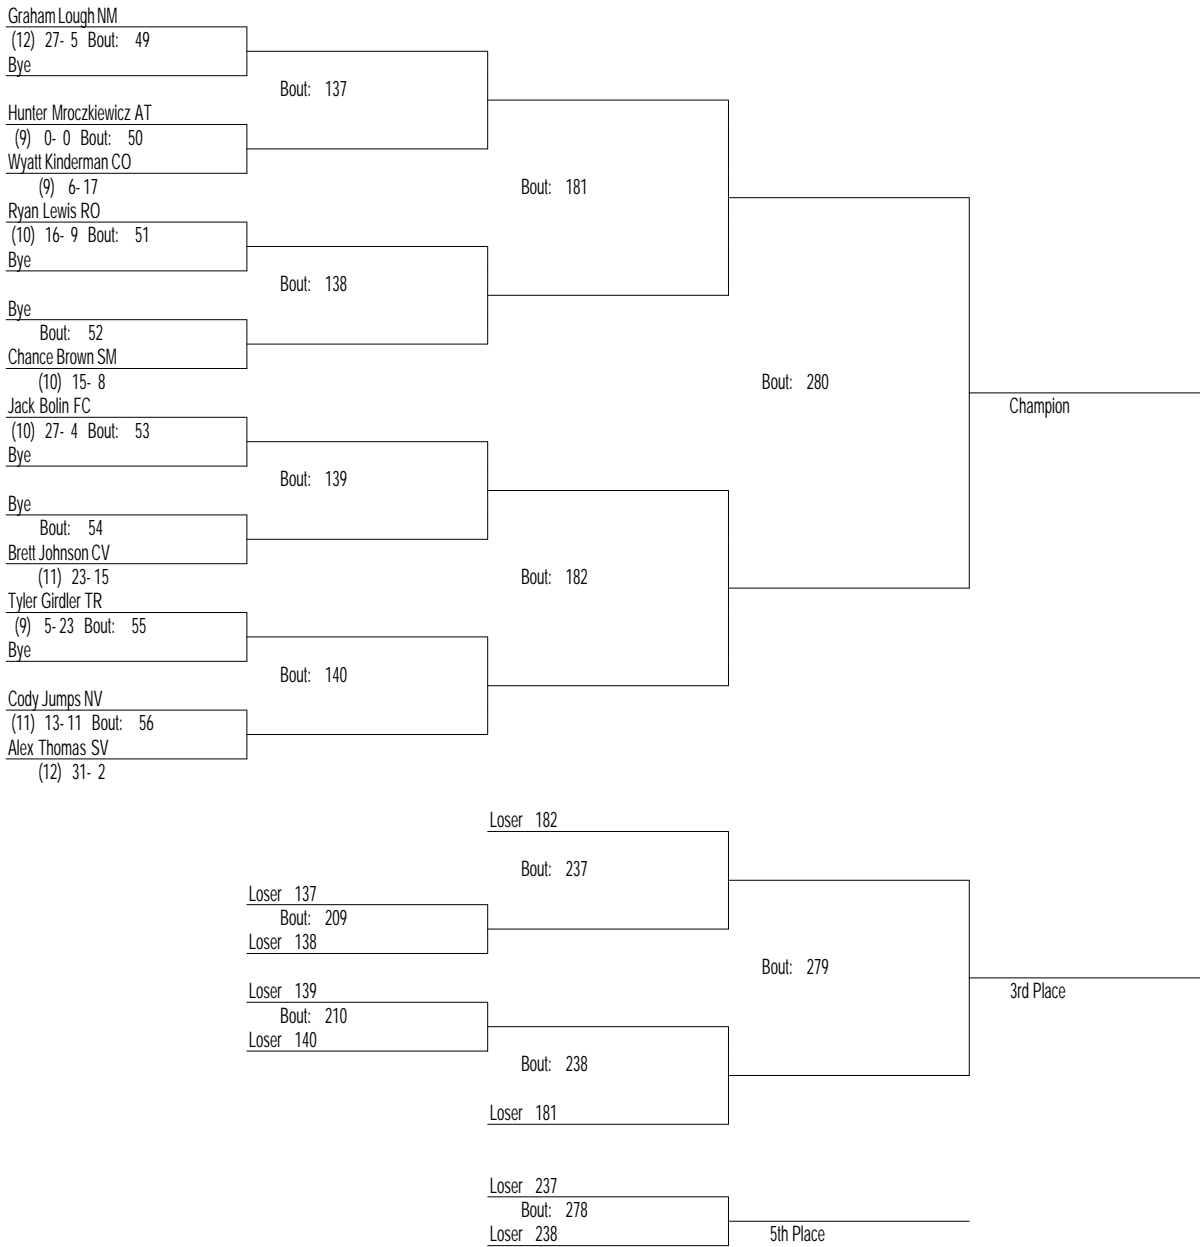 Graham Lough NM
(12) 27- 5 Bout: 49
Bye
Bout: 137
Hunter Mroczkiewicz AT
(9) 0- 0 Bout: 50
Wyatt Kinderman CO
(9) 6- 17
Bout: 181
Ryan Lewis RO
(10) 16- 9 Bout: 51
Bye
Bout: 138
Bye
Bout: 52
Chance Brown SM
(10) 15- 8
Bout: 280
Jack Bolin FC
Champion
(10) 27- 4 Bout: 53
Bye
Bout: 139
Bye
Bout: 54
Brett Johnson CV
(11) 23- 15
Bout: 182
Tyler Girdler TR
(9) 5- 23 Bout: 55
Bye
Bout: 140
Cody Jumps NV
(11) 13- 11 Bout: 56
Alex Thomas SV
(12) 31- 2
Loser 182
Bout: 237
Loser 137
Bout: 209
Loser 138
Bout: 279
Loser 139
3rd Place
Bout: 210
Loser 140
Bout: 238
Loser 181
Loser 237
Bout: 278
Loser 238
5th Place